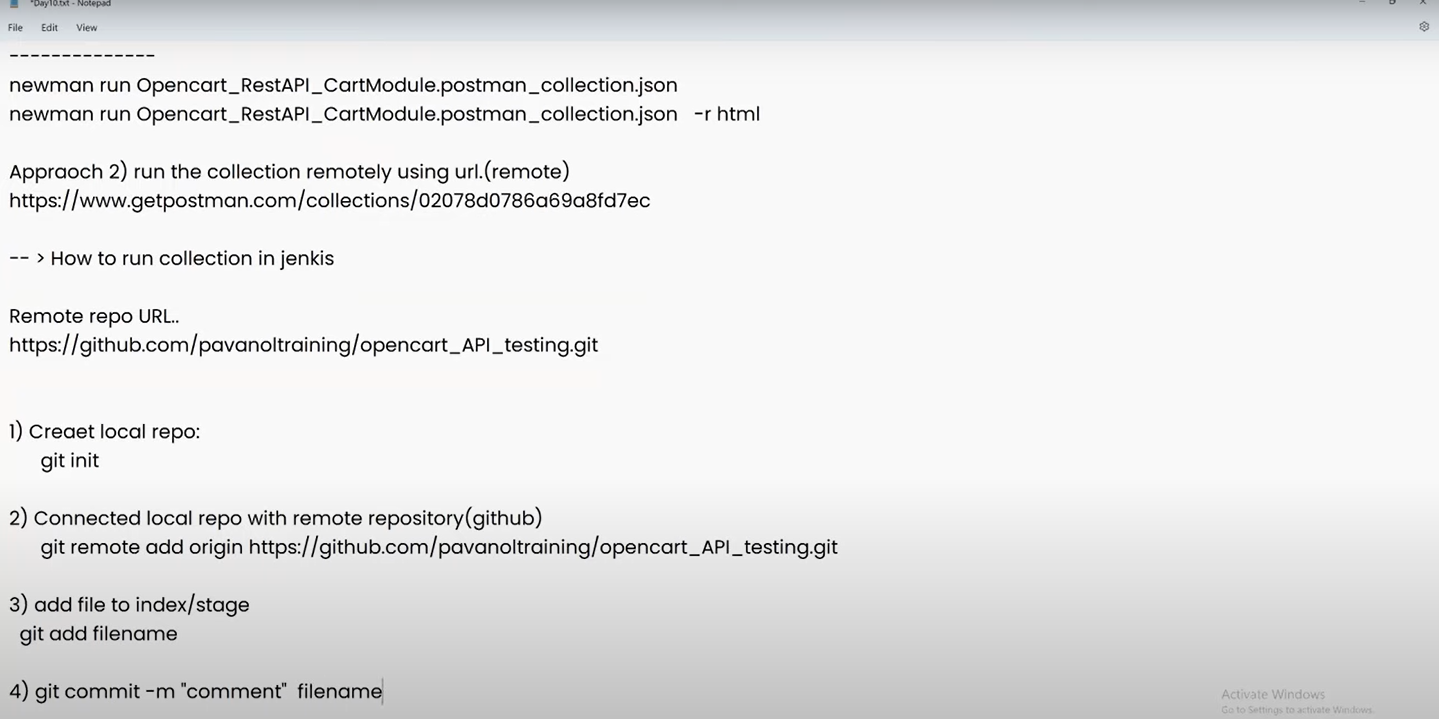 *Day10.txt - Notepad
File Edit View
--------------
newman run Opencart_RestAPI_CartModule.postman_collection.json
newman run Opencart_RestAPI_CartModule.postman_collection.json -r html
Appraoch 2) run the collection remotely using url.(remote)
https://www.getpostman.com/collections/02078d0786a69a8fd7ec
-- > How to run collection in jenkis
Remote repo URL..
https://github.com/pavanoltraining/opencart_API_testing.git
1) Creaet local repo:
git init
2) Connected local repo with remote repository(github)
git remote add origin https://github.com/pavanoltraining/opencart_API_testing.git
3) add file to index/stage
git add filename
4) git commit -m "comment" filename
Activate Windows
Go to Settings to activate Windows.